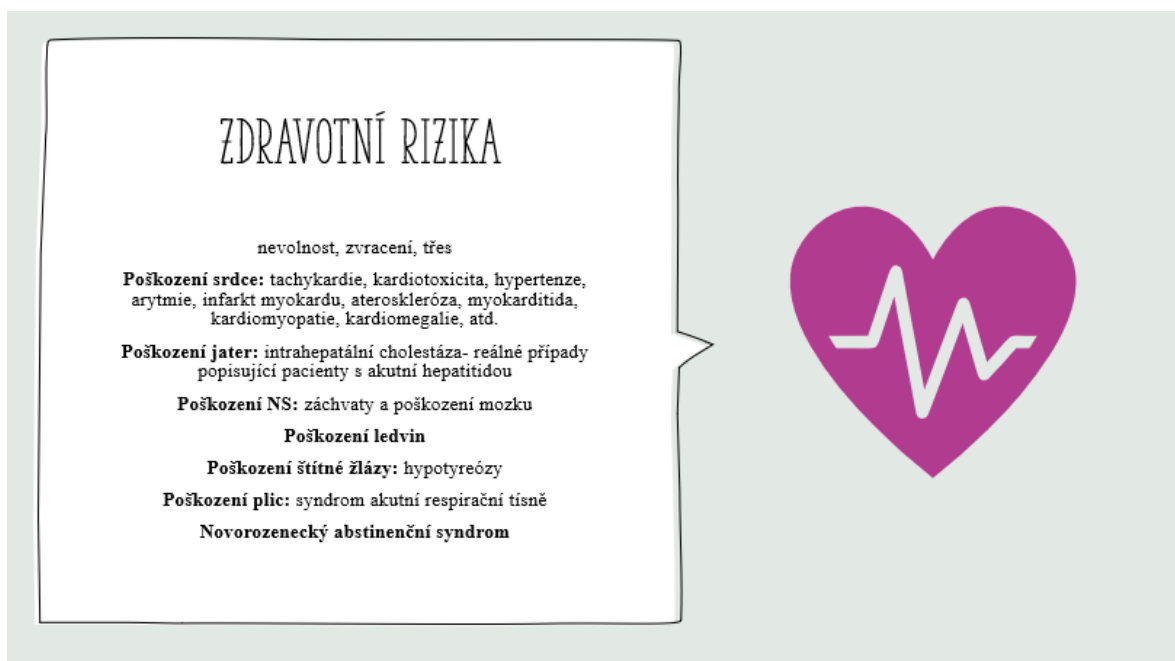 ZDRAVOTNÍ RIZIKA
nevolnost, zvracení, třes
Poškození srdce: tachykardie, kardiotoxicita, hypertenze,
arytmie, infarkt myokardu, ateroskleróza, myokarditida,
kardiomyopatie, kardiomegalie, atd.
Poškození jater: intrahepatální cholestáza- reálné případy
popisující pacienty s akutní hepatitidou
Poškození NS: záchvaty a poškození mozku
Poškození ledvin
Poškození štítné žlázy: hypotyreózy
Poškození plic: syndrom akutní respirační tísně
Novorozenecký abstinenční syndrom